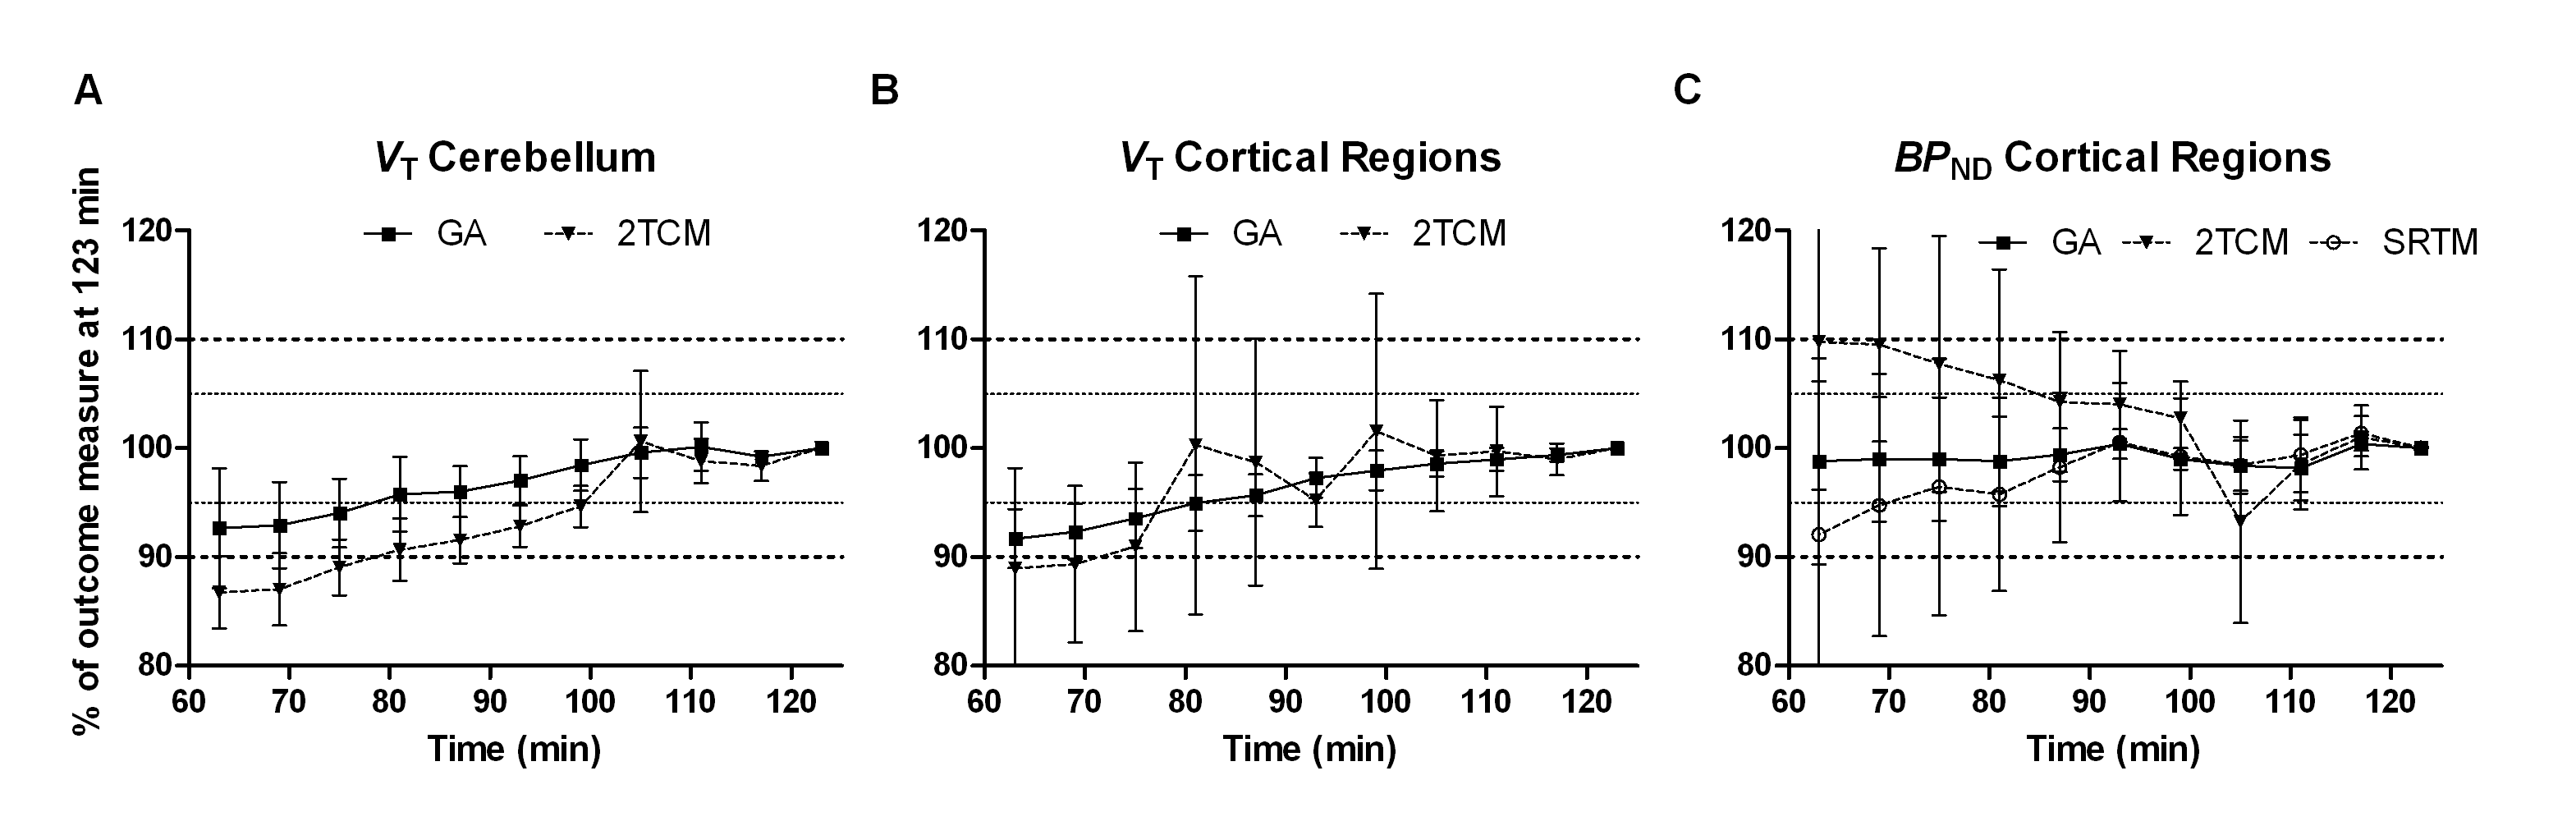 A
B
C
V_T Cerebellum
V_T Cortical Regions
BP_ND Cortical Regions
% of outcome measure at 123 min
GA 2TCM
GA 2TCM
GA 2TCM SRTM
120
110
100
90
80
60 70 80 90 100 110 120
Time (min)
120
110
100
90
80
60 70 80 90 100 110 120
Time (min)
120
110
100
90
80
60 70 80 90 100 110 120
Time (min)